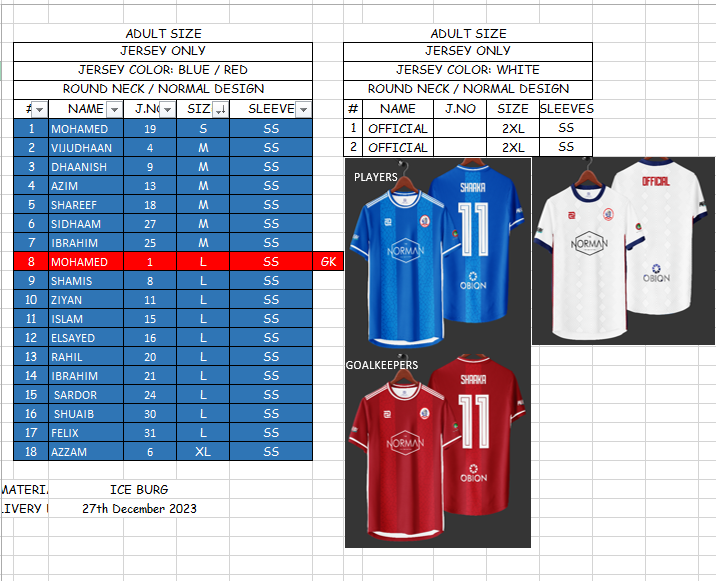 ADULT SIZE
JERSEY ONLY
JERSEY COLOR: BLUE / RED
ROUND NECK / NORMAL DESIGN
# NAME J.NO SIZ SLEEVE
1 MOHAMED 19 S SS
2 VIJUDHAAN 4 M SS
3 DHAANISH 9 M SS
4 AZIM 13 M SS
5 SHAREEF 18 M SS
6 SIDHAAM 27 M SS
7 IBRAHIM 25 M SS
8 MOHAMED 1 L SS GK
9 SHAMIS 8 L SS
10 ZIYAN 11 L SS
11 ISLAM 15 L SS
12 ELSAYED 16 L SS
13 RAHIL 20 L SS
14 IBRAHIM 21 L SS
15 SARDOR 24 L SS
16 SHUAIB 30 L SS
17 FELIX 31 L SS
18 AZZAM 6 XL SS
MATERIA ICE BURG
LIVERY 27th December 2023
ADULT SIZE
JERSEY ONLY
JERSEY COLOR: WHITE
ROUND NECK / NORMAL DESIGN
# NAME J.NO SIZE SLEEVES
1 OFFICIAL 2XL SS
2 OFFICIAL 2XL SS
PLAYERS
NORMAN
SHAAKA
11
OBION
NORMAN
OFFICIAL
OBION
GOALKEEPERS
NORMAN
SHAAKA
11
OBION